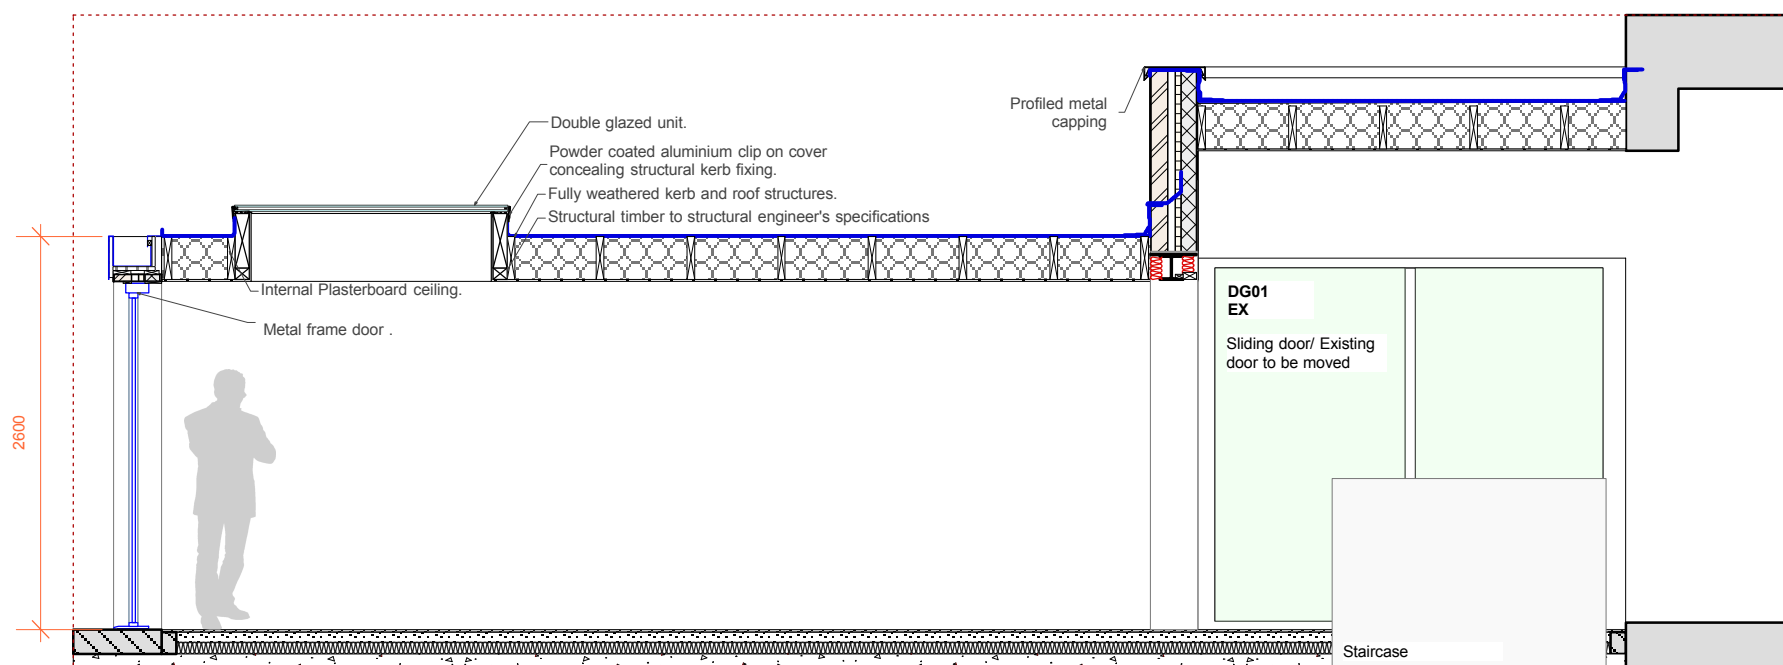 Profiled metal
capping
Double glazed unit.
Powder coated aluminium clip on cover
concealing structural kerb fixing.
Fully weathered kerb and roof structures.
Structural timber to structural engineer's specifications
Internal Plasterboard ceiling.
Metal frame door .
2600
DG01
EX
Sliding door/ Existing
door to be moved
Staircase